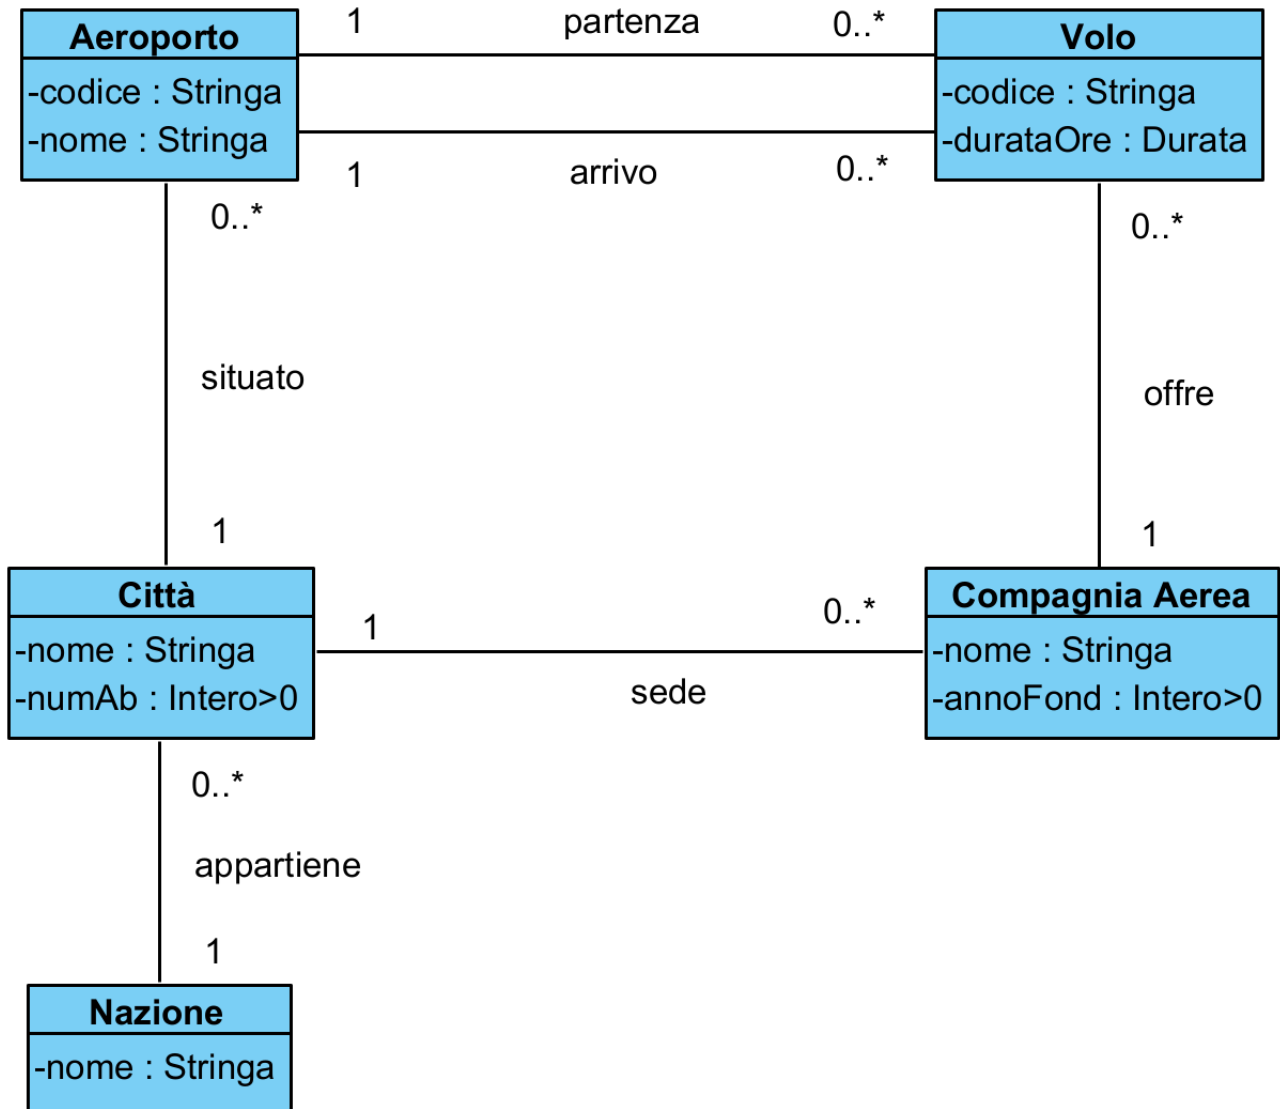 Aeroporto
-codice : Stringa
-nome : Stringa
1
partenza
0..*
1
arrivo
0..*
Volo
-codice : Stringa
-durataOre : Durata
0..*
situato
1
0..*
offre
1
Città
-nome : Stringa
-numAb : Intero>0
1
sede
0..*
Compagnia Aerea
-nome : Stringa
-annoFond : Intero>0
0..*
appartiene
1
Nazione
-nome : Stringa